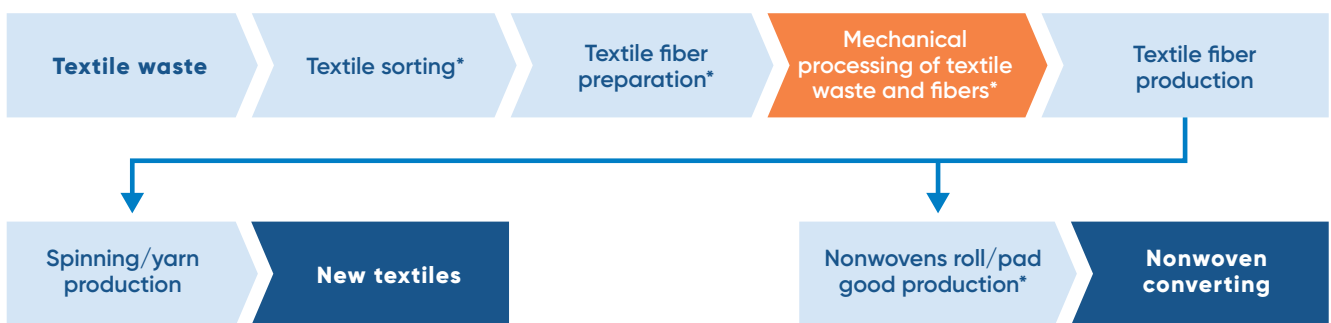 Textile waste
Textile sorting*
Textile fiber
preparation*
Mechanical
processing of textile
waste and fibers*
Textile fiber
production
Spinning/yarn
production
New textiles
Nonwovens roll/pad
good production*
Nonwoven
converting